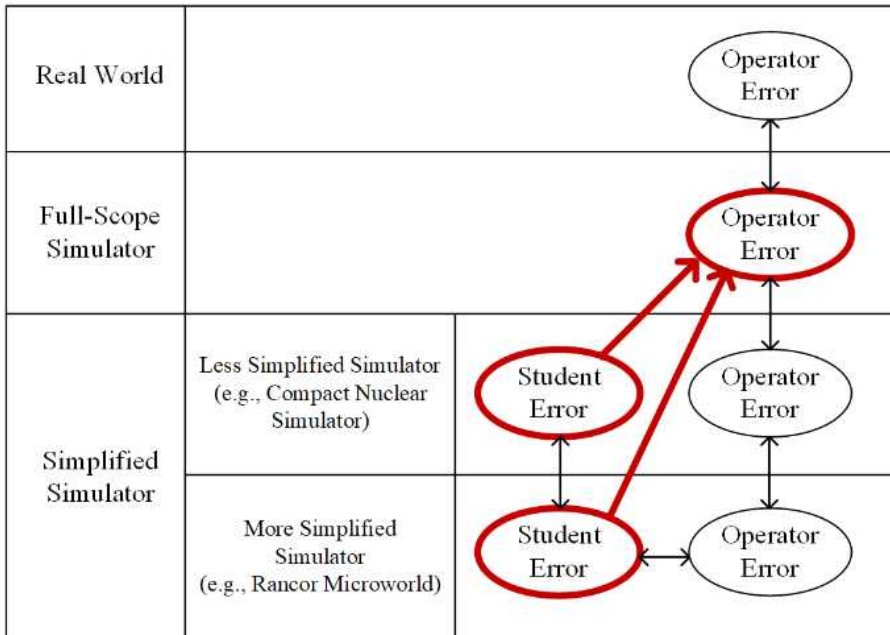 Real World
Operator
Error
Full-Scope
Simulator
Operator
Error
Simplified
Simulator
Less Simplified Simulator
(e.g., Compact Nuclear
Simulator)
Student
Error
Operator
Error
More Simplified
Simulator
(e.g., Rancor Microworld)
Student
Error
Operator
Error